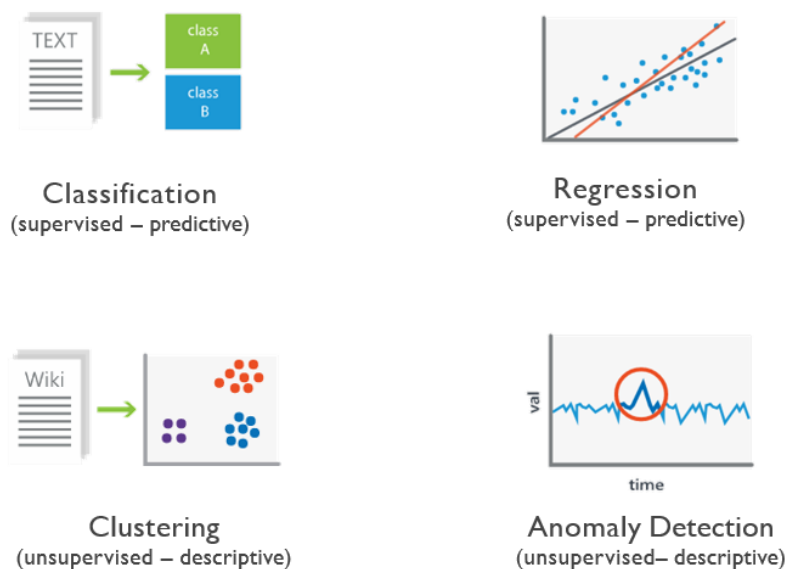 TEXT
class
A
class
B
Classification
(supervised – predictive)
Regression
(supervised – predictive)
Wiki
Clustering
(unsupervised – descriptive)
val
time
Anomaly Detection
(unsupervised– descriptive)